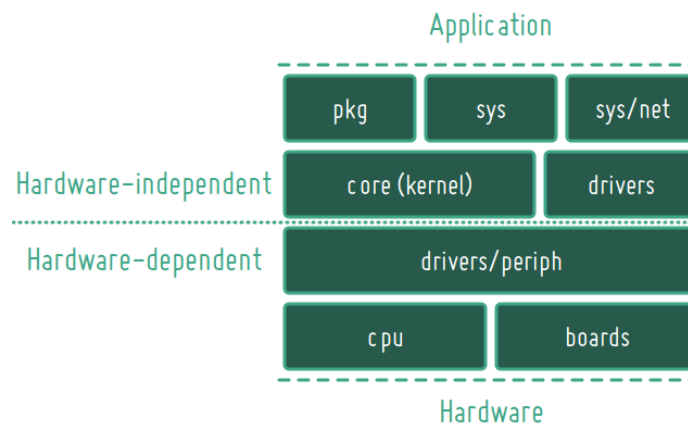 Application
pkg sys sys/net
Hardware-independent core (kernel) drivers
Hardware-dependent drivers/periph
cpu boards
Hardware